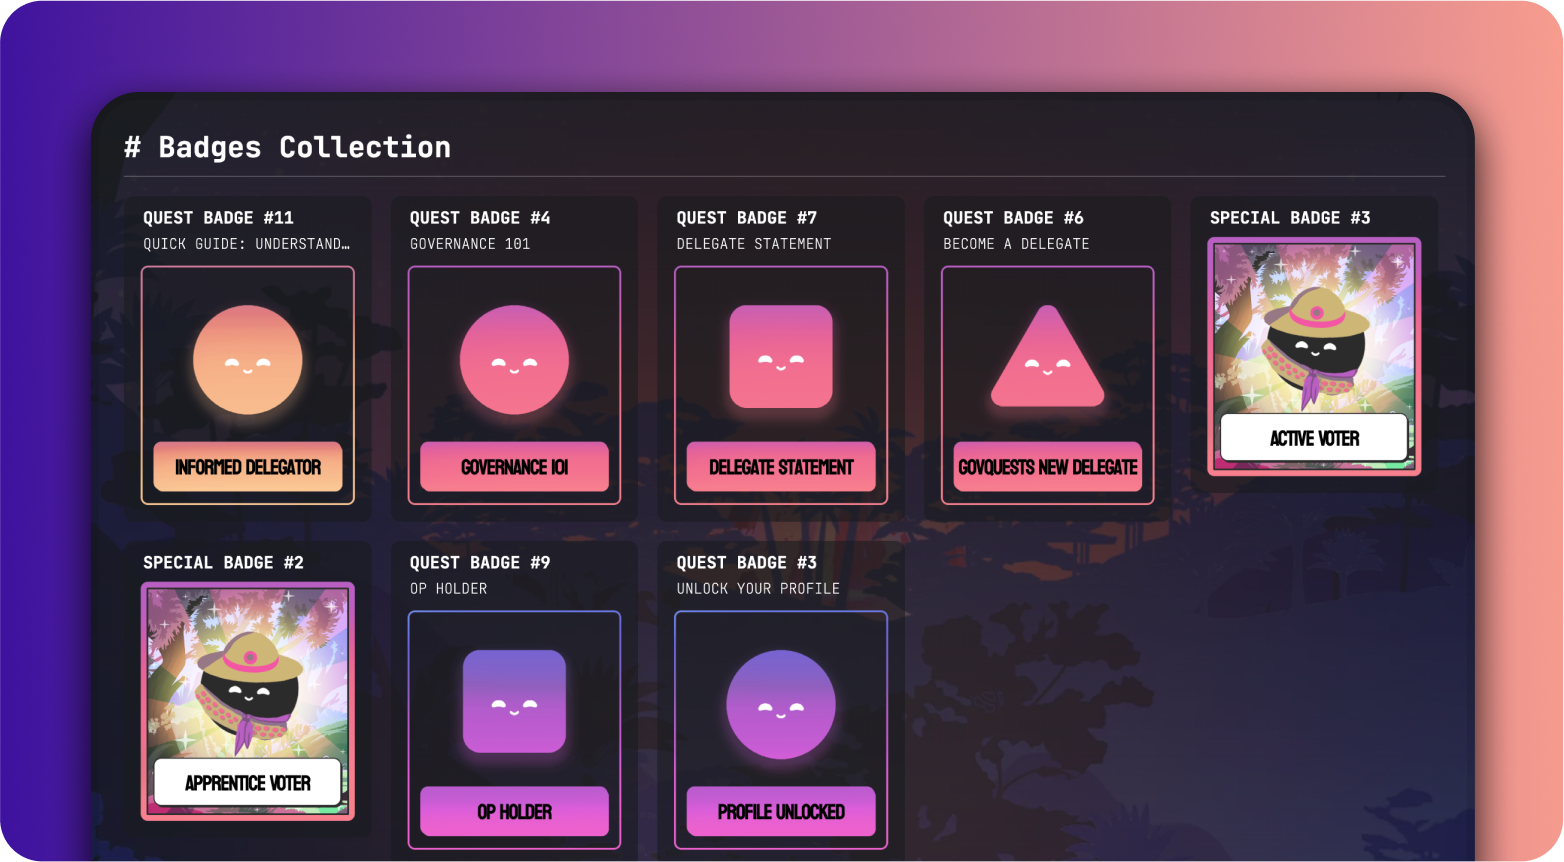 # Badges Collection
QUEST BADGE #11
QUICK GUIDE: UNDERSTAND…
INFORMED DELEGATOR
QUEST BADGE #4
GOVERNANCE 101
GOVERNANCE 101
QUEST BADGE #7
DELEGATE STATEMENT
DELEGATE STATEMENT
QUEST BADGE #6
BECOME A DELEGATE
GOVQUESTS NEW DELEGATE
SPECIAL BADGE #3
ACTIVE VOTER
SPECIAL BADGE #2
APPRENTICE VOTER
QUEST BADGE #9
OP HOLDER
OP HOLDER
QUEST BADGE #3
UNLOCK YOUR PROFILE
PROFILE UNLOCKED